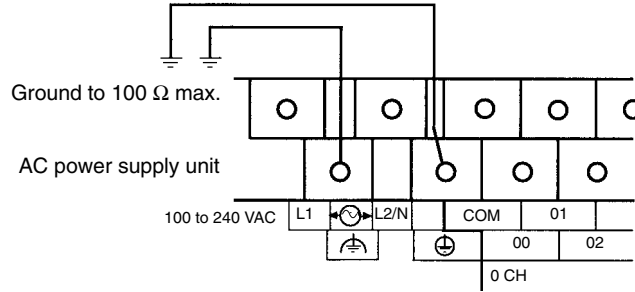 Ground to 100 Ω max.
AC power supply unit
100 to 240 VAC L1 L2/N COM 01
00 02
0 CH